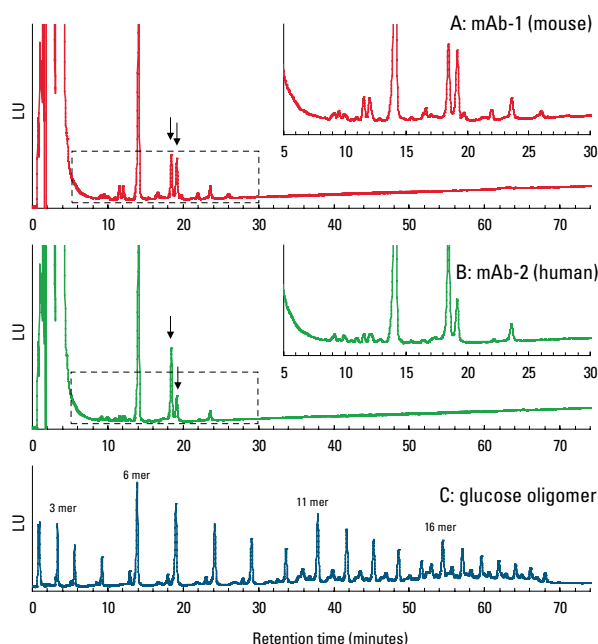 A: mAb-1 (mouse)
LU
5 10 15 20 25 30
0 10 20 30 40 50 60 70
B: mAb-2 (human)
5 10 15 20 25 30
0 10 20 30 40 50 60 70
C: glucose oligomer
LU
3 mer
6 mer
11 mer
16 mer
0 10 20 30 40 50 60 70
Retention time (minutes)